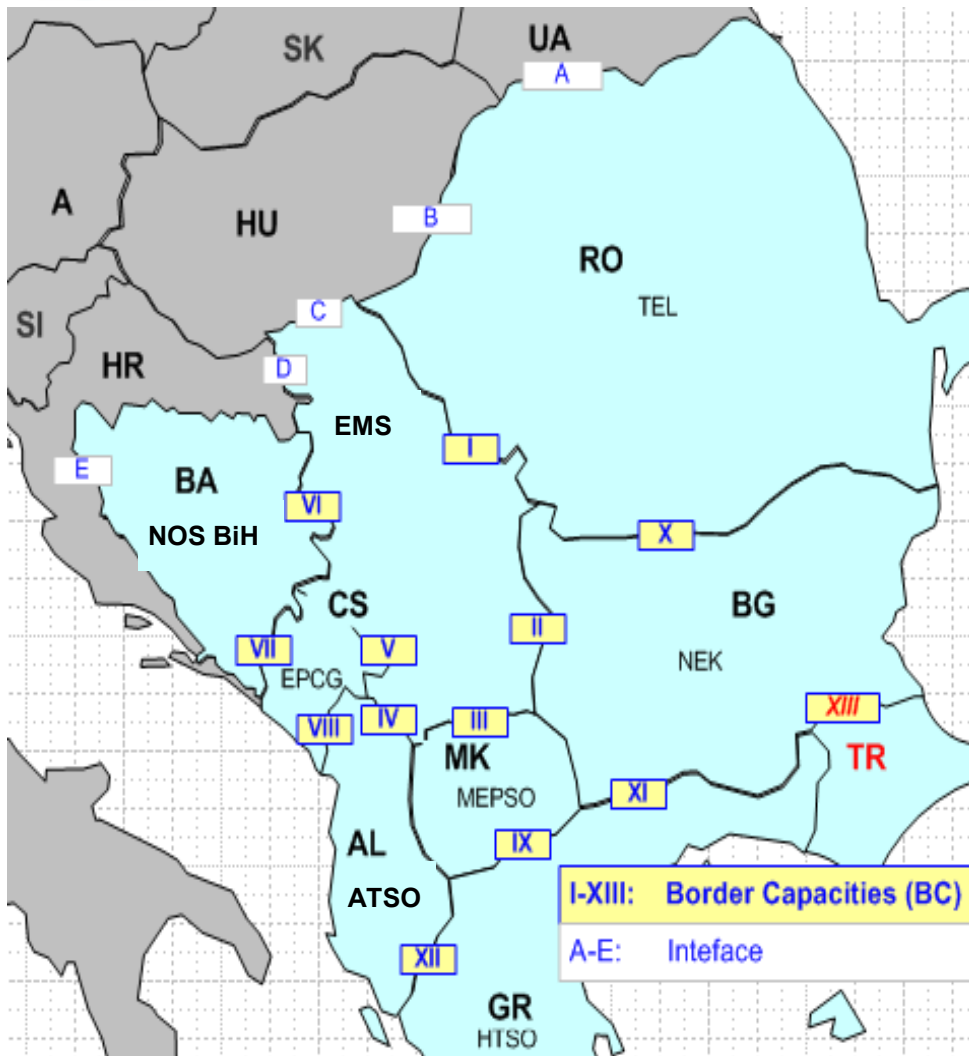 SK
UA
A
A
B
HU
RO
TEL
C
SI
HR
D
EMS
E
BA
I
VI
NOS BiH
X
CS
BG
II
VII
V
EPCG
NEK
VIII
IV
III
XIII
MK
TR
MEPSO
XI
AL
IX
ATSO
I-XIII: Border Capacities (BC)
A-E: Inteface
XII
GR
HTSO